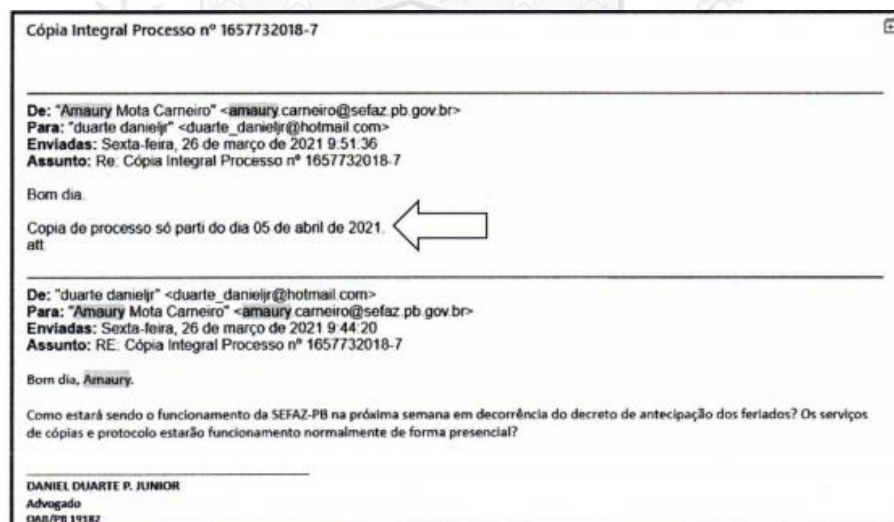 Cópia Integral Processo nº 1657732018-7
De: "Amaury Mota Carneiro" <amaury.carneiro@sefaz.pb.gov.br>
Para: "duarte danieljr" <duarte_danieljr@hotmail.com>
Enviadas: Sexta-feira, 26 de março de 2021 9:51:36
Assunto: Re: Cópia Integral Processo nº 1657732018-7
Bom dia.
Copia de processo só parti do dia 05 de abril de 2021.
att
De: "duarte danieljr" <duarte_danieljr@hotmail.com>
Para: "Amaury Mota Carneiro" <amaury.carneiro@sefaz.pb.gov.br>
Enviadas: Sexta-feira, 26 de março de 2021 9:44:20
Assunto: RE: Cópia Integral Processo nº 1657732018-7
Bom dia, Amaury.
Como estará sendo o funcionamento da SEFAZ-PB na próxima semana em decorrência do decreto de antecipação dos feriados? Os serviços
de cópias e protocolo estarão funcionamento normalmente de forma presencial?
DANIEL DUARTE P. JUNIOR
Advogado
OAB/PB 19182